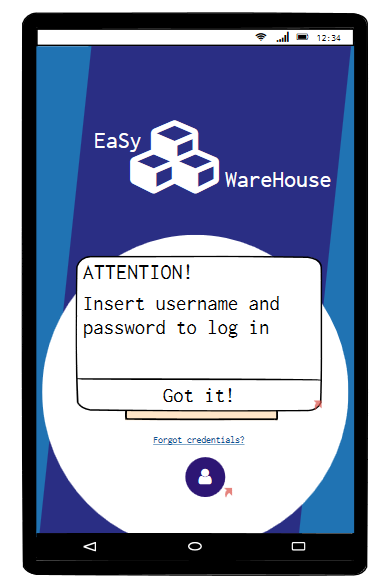 12:34
EaSy
WareHouse
ATTENTION!
Insert username and
password to log in
Got it!
Forgot credentials?